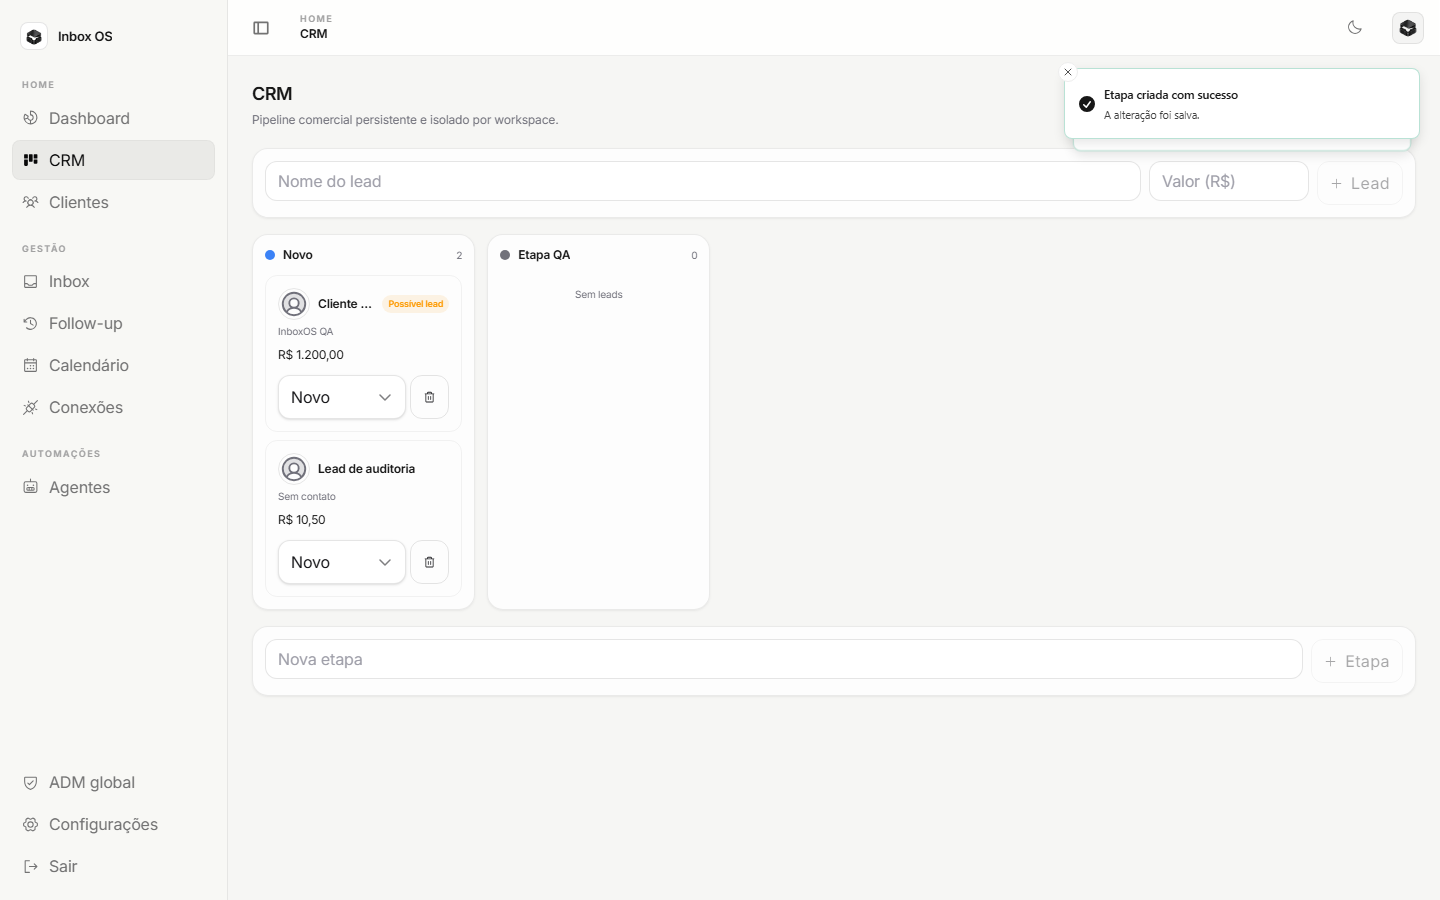 Inbox OS
HOME
Dashboard
CRM
Clientes
GESTÃO
Inbox
Follow-up
Calendário
Conexões
AUTOMAÇÕES
Agentes
ADM global
Configurações
Sair
HOME
CRM
CRM
Pipeline comercial persistente e isolado por workspace.
Etapa criada com sucesso
A alteração foi salva.
Nome do lead
Valor (R$)
+ Lead
Novo 2
Cliente ... Possível lead
InboxOS QA
R$ 1.200,00
Novo
Lead de auditoria
Sem contato
R$ 10,50
Novo
Etapa QA 0
Sem leads
Nova etapa
+ Etapa